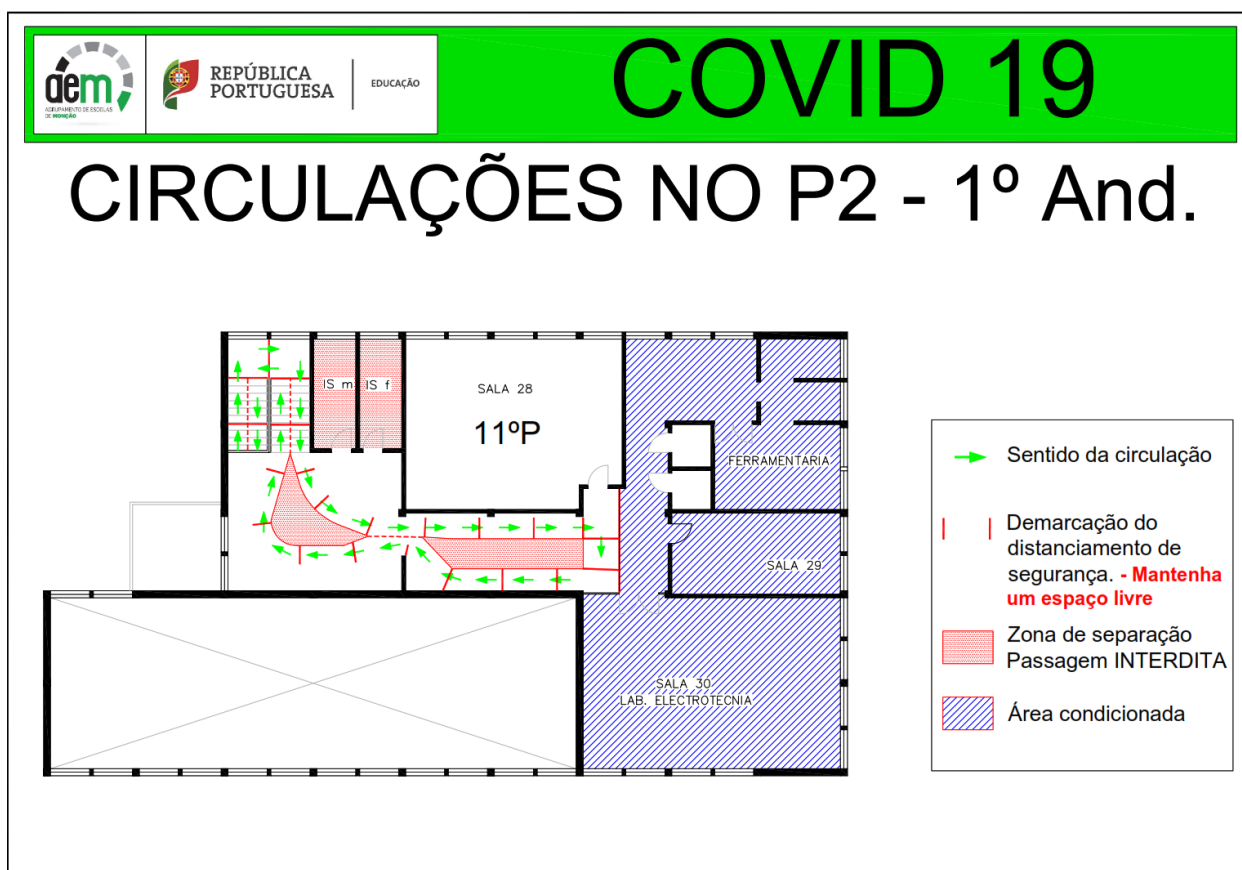 COVID 19
aem
AGRUPAMENTO DE ESCOLAS
DE MONÇÃO
REPÚBLICA
PORTUGUESA
EDUCAÇÃO
CIRCULAÇÕES NO P2 - 1º And.
IS m
IS f
SALA 28
11ºP
FERRAMENTARIA
SALA 29
SALA 30
LAB. ELECTROTECNIA
Sentido da circulação
Demarcação do
distanciamento de
segurança. - Mantenha
um espaço livre
Zona de separação
Passagem INTERDITA
Área condicionada